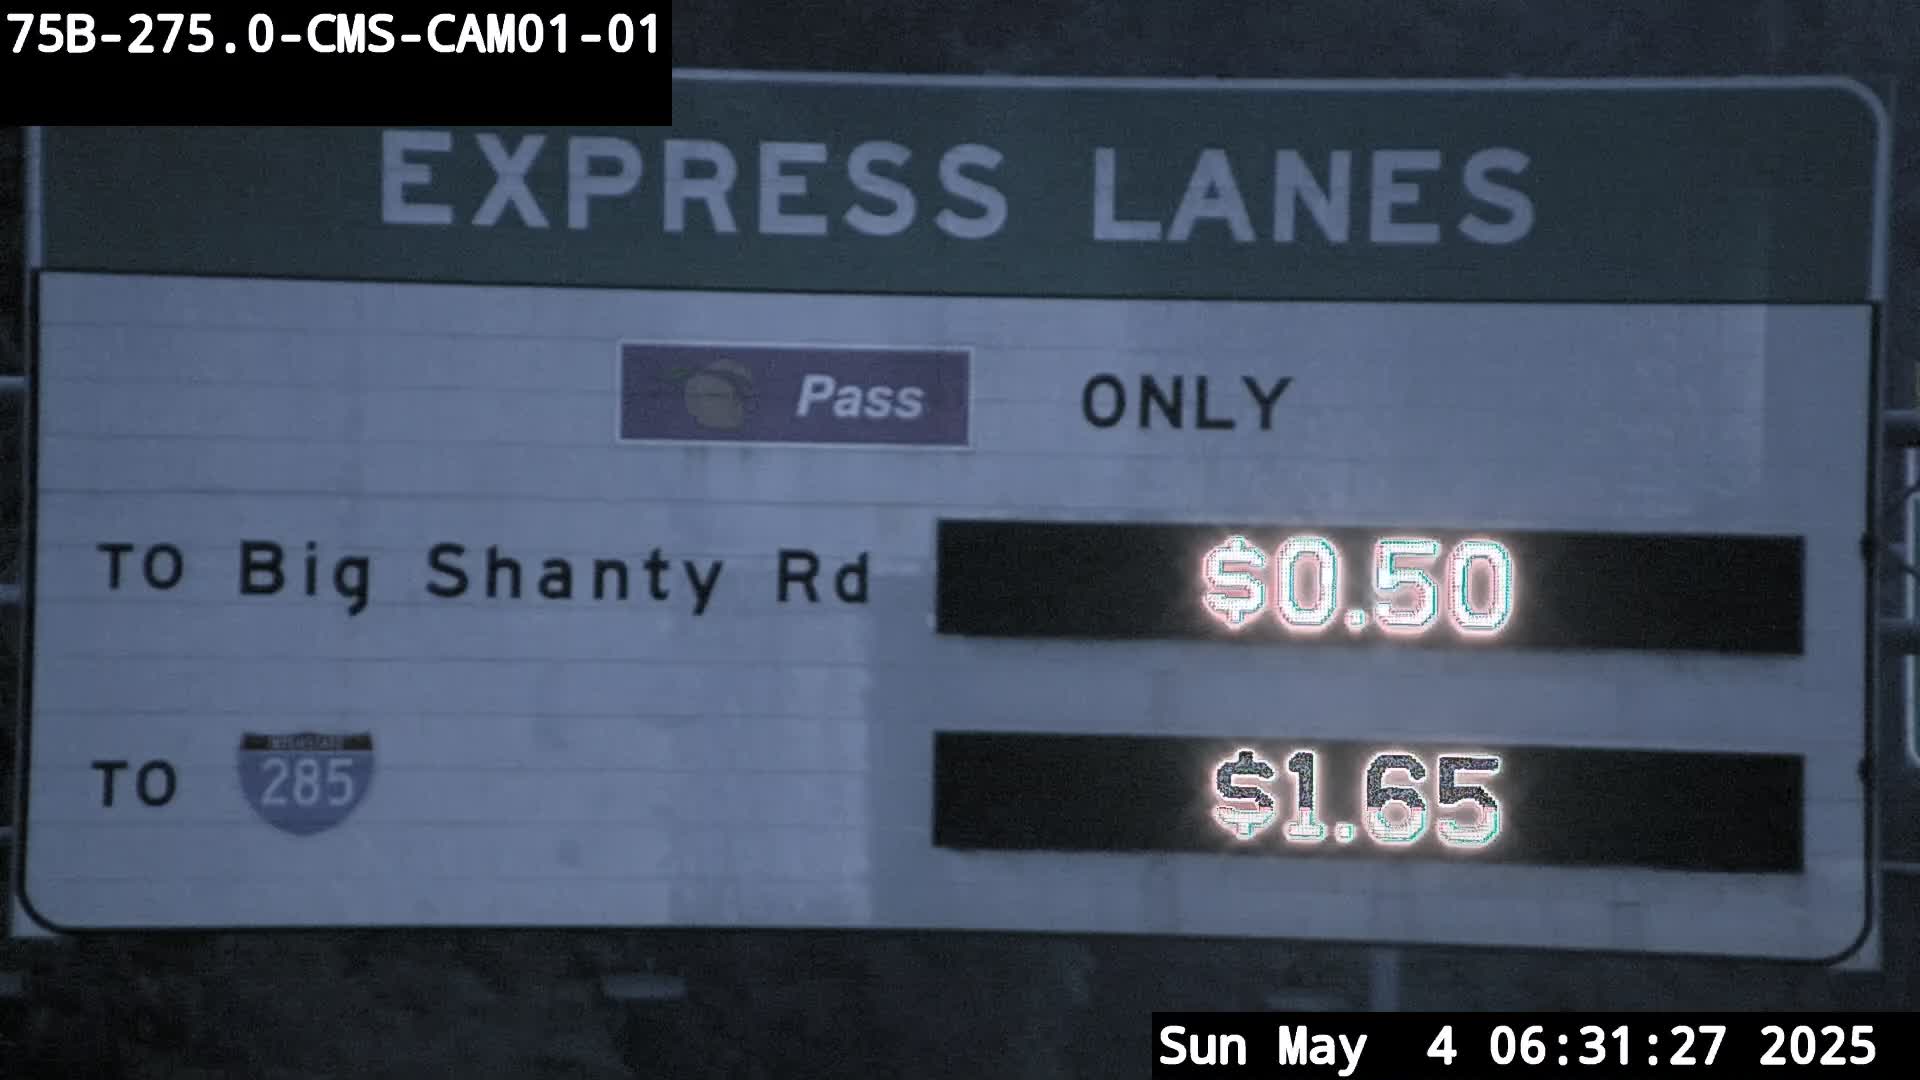 75B-275.0-CMS-CAM01-01
EXPRESS LANES
Pass ONLY
TO Big Shanty Rd $0.50
TO 285 $1.65
Sun May 4 06:31:27 2025